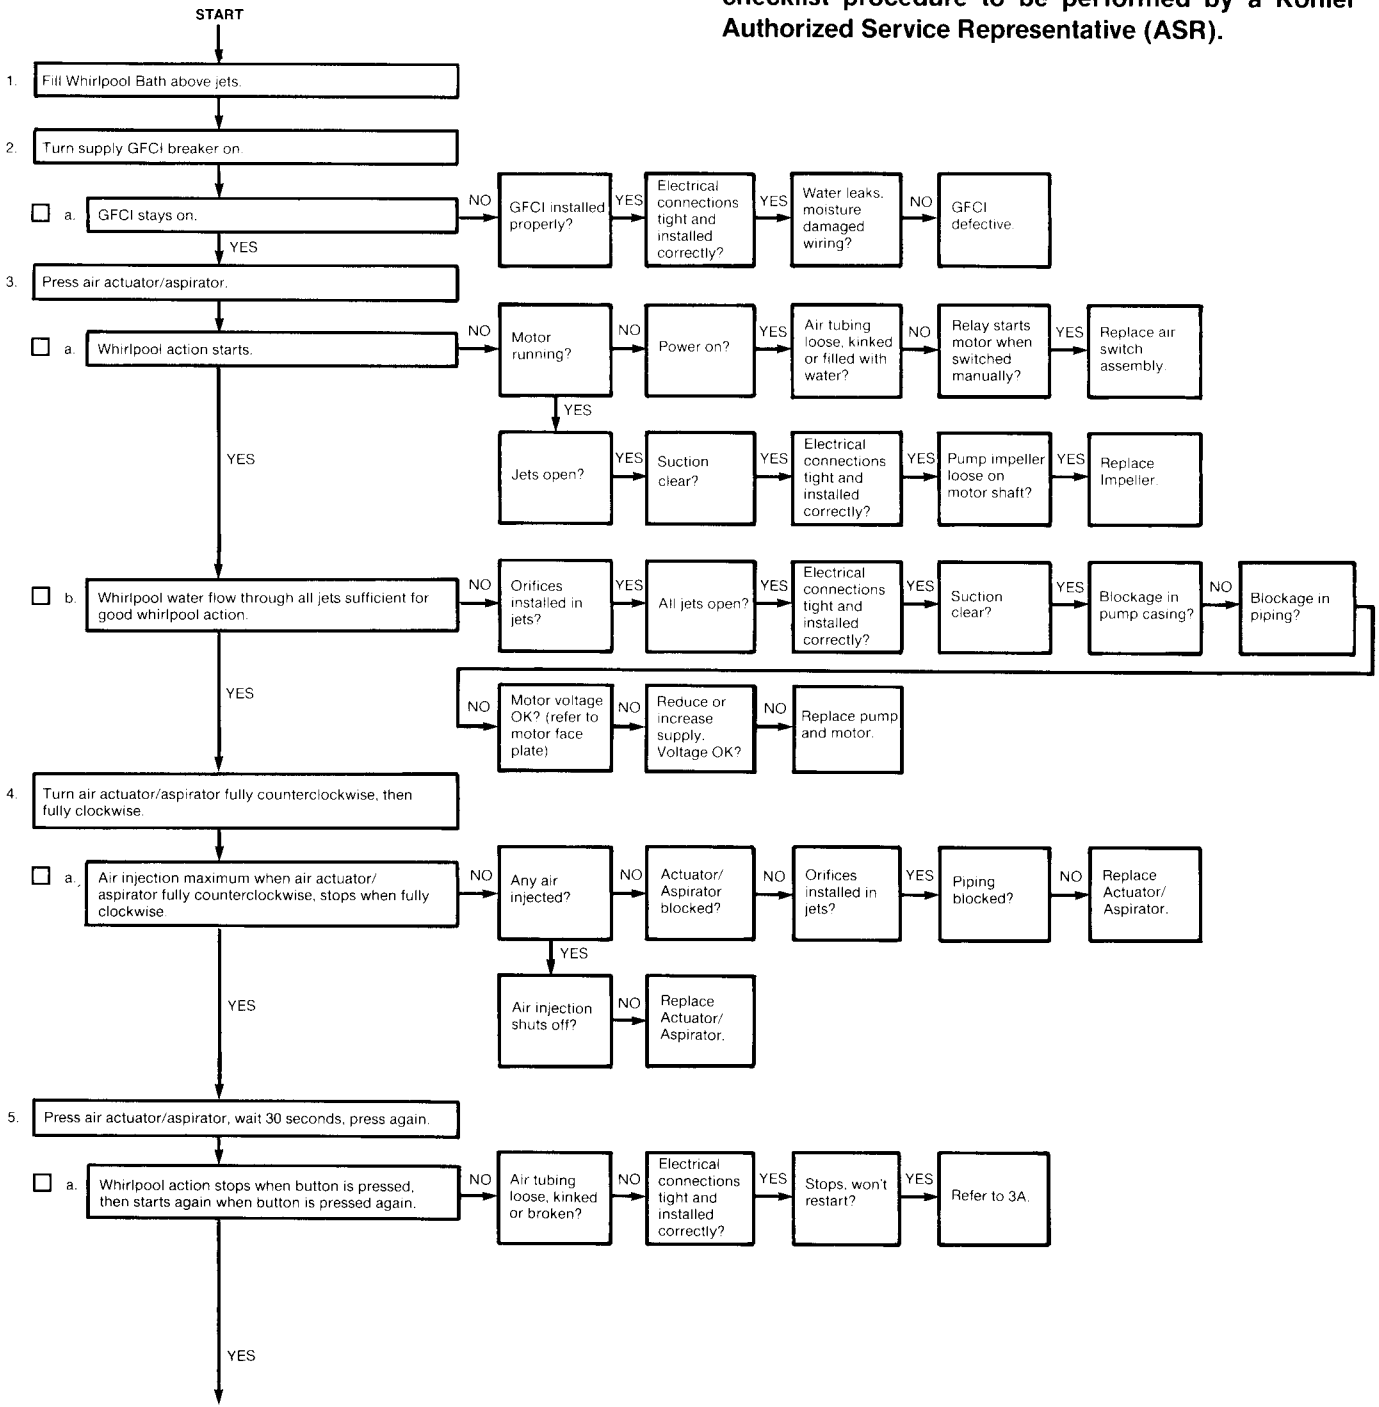 checklist procedure to be performed by a Kohler
Authorized Service Representative (ASR).
START
1. Fill Whirlpool Bath above jets.
2. Turn supply GFCI breaker on.
a. GFCI stays on.
NO
GFCI installed
properly?
YES
Electrical
connections
tight and
installed
correctly?
YES
Water leaks,
moisture
damaged
wiring?
NO
GFCI
defective.
YES
3. Press air actuator/aspirator.
a. Whirlpool action starts.
NO
Motor
running?
NO
Power on?
YES
Air tubing
loose, kinked
or filled with
water?
NO
Relay starts
motor when
switched
manually?
YES
Replace air
switch
assembly.
YES
Jets open?
YES
Suction
clear?
YES
Electrical
connections
tight and
installed
correctly?
YES
Pump impeller
loose on
motor shaft?
YES
Replace
Impeller.
YES
b. Whirlpool water flow through all jets sufficient for
good whirlpool action.
NO
Orifices
installed in
jets?
YES
All jets open?
YES
Electrical
connections
tight and
installed
correctly?
YES
Suction
clear?
YES
Blockage in
pump casing?
NO
Blockage in
piping?
NO
Motor voltage
OK? (refer to
motor face
plate)
NO
Reduce or
increase
supply.
Voltage OK?
NO
Replace pump
and motor.
YES
4. Turn air actuator/aspirator fully counterclockwise, then
fully clockwise.
a. Air injection maximum when air actuator/
aspirator fully counterclockwise, stops when fully
clockwise.
NO
Any air
injected?
NO
Actuator/
Aspirator
blocked?
NO
Orifices
installed in
jets?
YES
Piping
blocked?
NO
Replace
Actuator/
Aspirator.
YES
Air injection
shuts off?
NO
Replace
Actuator/
Aspirator.
YES
5. Press air actuator/aspirator, wait 30 seconds, press again.
a. Whirlpool action stops when button is pressed,
then starts again when button is pressed again.
NO
Air tubing
loose, kinked
or broken?
NO
Electrical
connections
tight and
installed
correctly?
YES
Stops, won't
restart?
YES
Refer to 3A.
YES